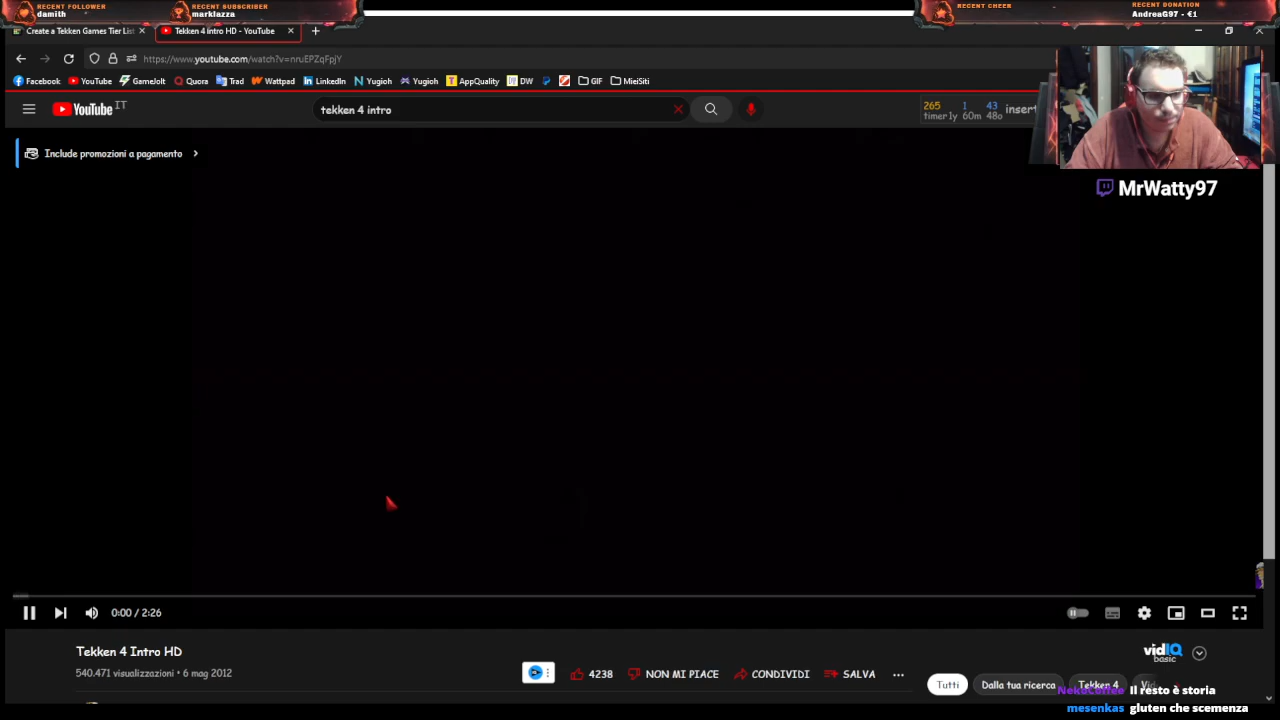 RECENT FOLLOWER
damith
RECENT SUBSCRIBER
marklazza
RECENT CHEER
RECENT DONATION
AndreaG97 - €1
Create a Tekken Games Tier List
Tekken 4 Intro HD - YouTube
https://www.youtube.com/watch?v=nruEPZqFpjY
Facebook YouTube GameJolt Quora Trad Wattpad LinkedIn Yugioh Yugioh AppQuality DW GIF MieiSiti
YouTube IT
tekken 4 intro
265 1 43
timer1y 60m 48o
insert
Include promozioni a pagamento
MrWatty97
0:00 / 2:26
Tekken 4 Intro HD
540.471 visualizzazioni • 6 mag 2012
4238 NON MI PIACE CONDIVIDI SALVA
vidIQ
basic
Tutti Dalla tua ricerca Tekken 4
NekoCoffee Il resto è storia
mesenkas gluten che scemenza